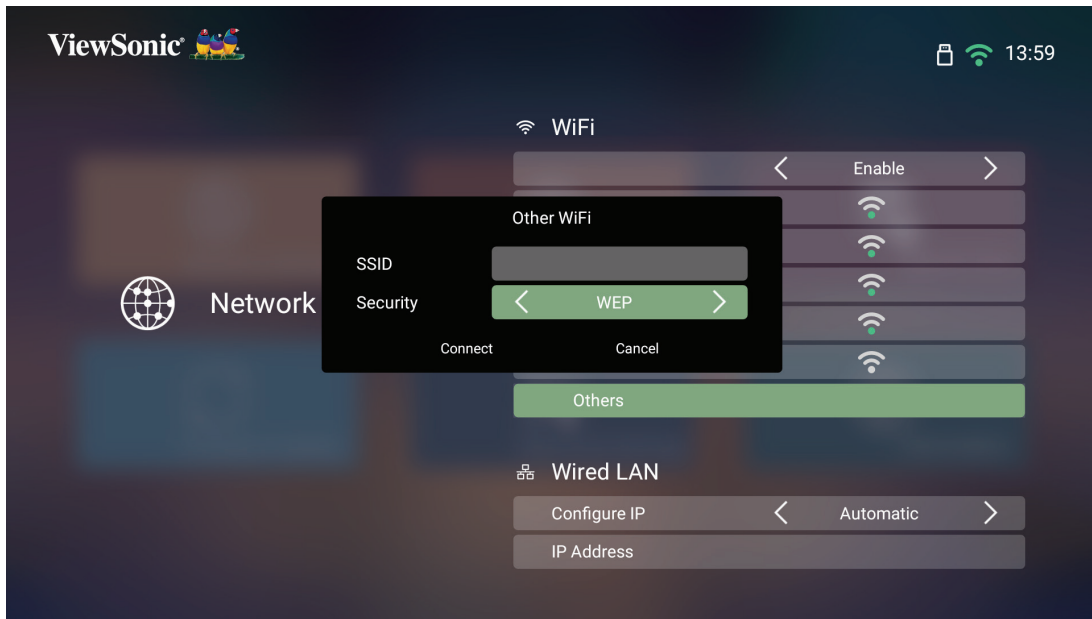 ViewSonic®
13:59
WiFi
Enable
Other WiFi
SSID
Security
WEP
Connect
Cancel
Network
Others
Wired LAN
Configure IP
Automatic
IP Address